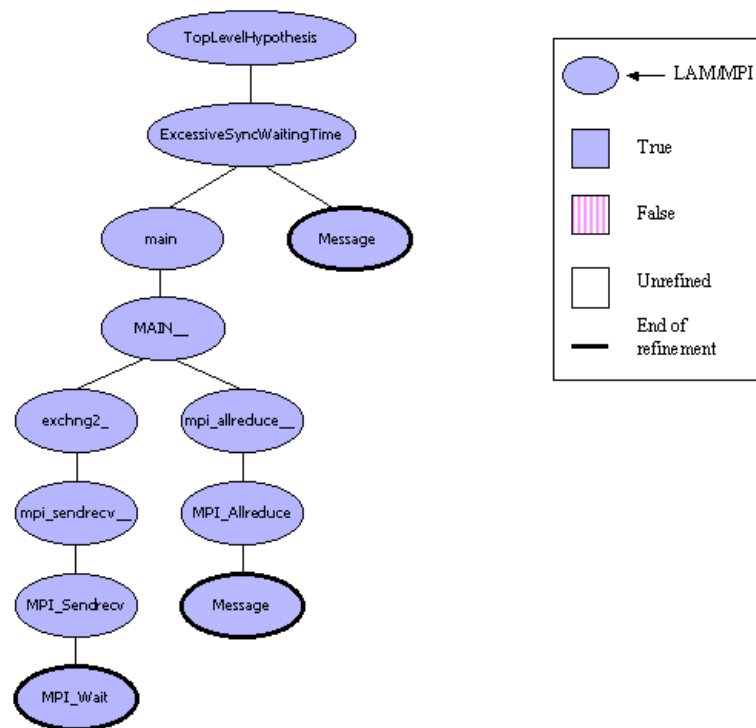 TopLevelHypothesis
ExcessiveSyncWaitingTime
main
Message
MAIN__
exchng2_
mpi_allreduce__
mpi_sendrecv__
MPI_Allreduce
MPI_Sendrecv
Message
MPI_Wait
LAM/MPI
True
False
Unrefined
End of
refinement